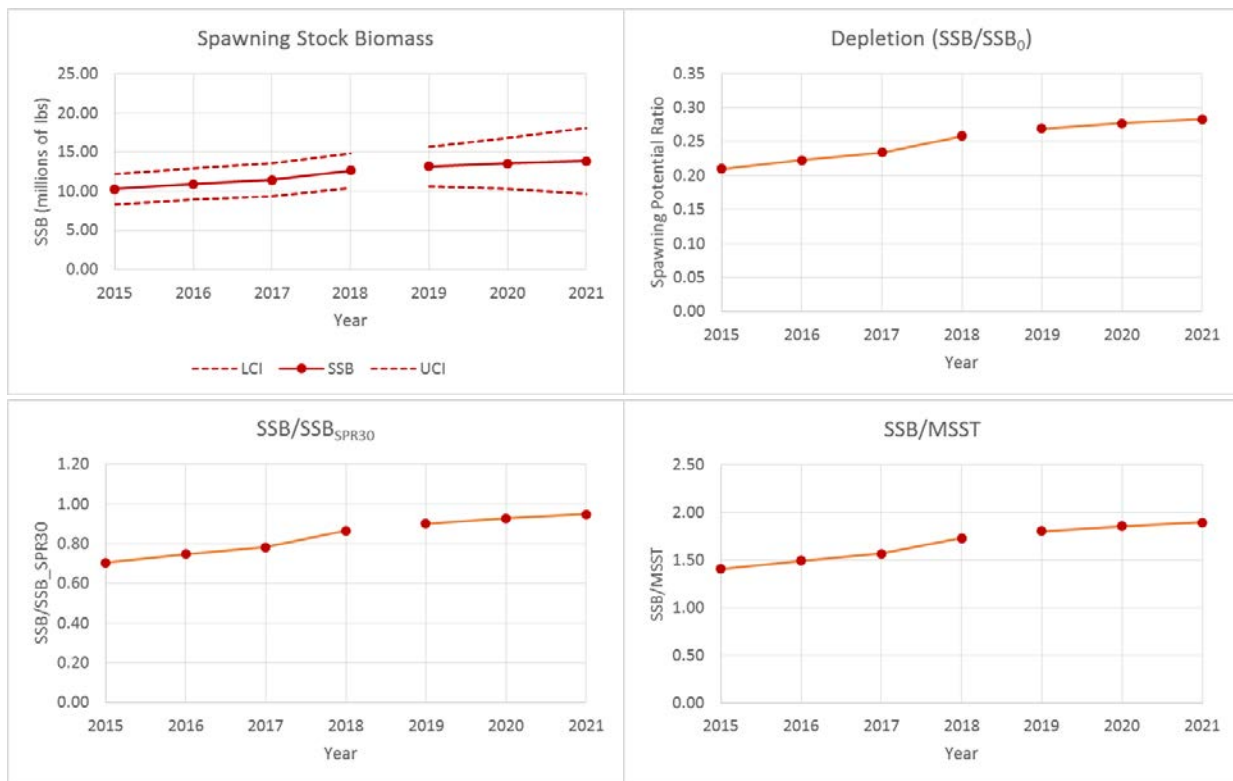 Spawning Stock Biomass
25.00
20.00
15.00
10.00
5.00
0.00
SSB (millions of lbs)
2015 2016 2017 2018 2019 2020 2021
Year
LCI SSB UCI
Depletion (SSB/SSB₀)
0.35
0.30
0.25
0.20
0.15
0.10
0.05
0.00
Spawning Potential Ratio
2015 2016 2017 2018 2019 2020 2021
Year
SSB/SSB_SPR30
1.20
1.00
0.80
0.60
0.40
0.20
0.00
SSB/SSB_SPR30
2015 2016 2017 2018 2019 2020 2021
Year
SSB/MSST
2.50
2.00
1.50
1.00
0.50
0.00
SSB/MSST
2015 2016 2017 2018 2019 2020 2021
Year